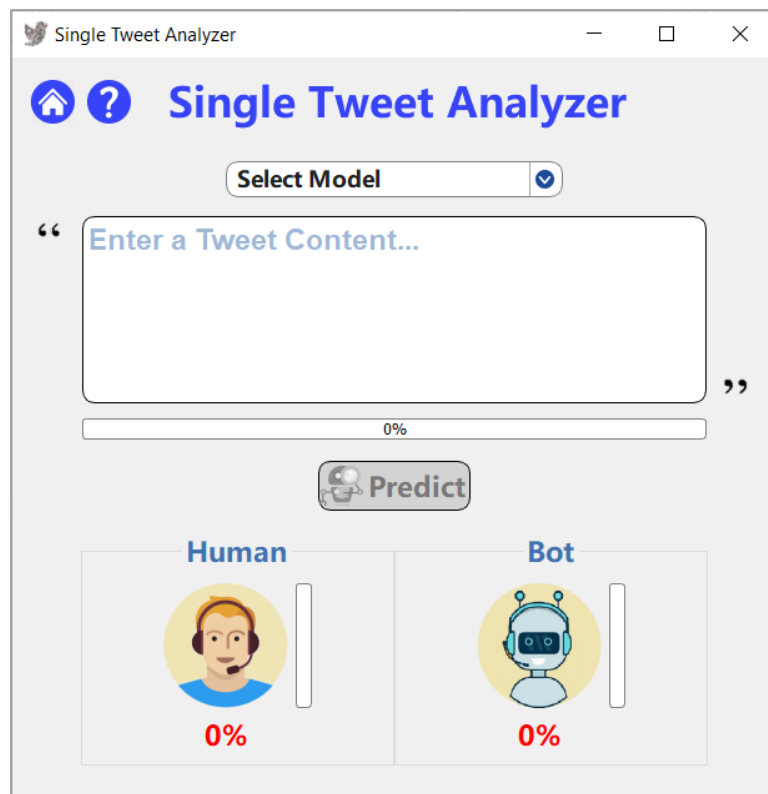 Single Tweet Analyzer
? Single Tweet Analyzer
Select Model
“
Enter a Tweet Content...
”
0%
Predict
Human Bot
0% 0%